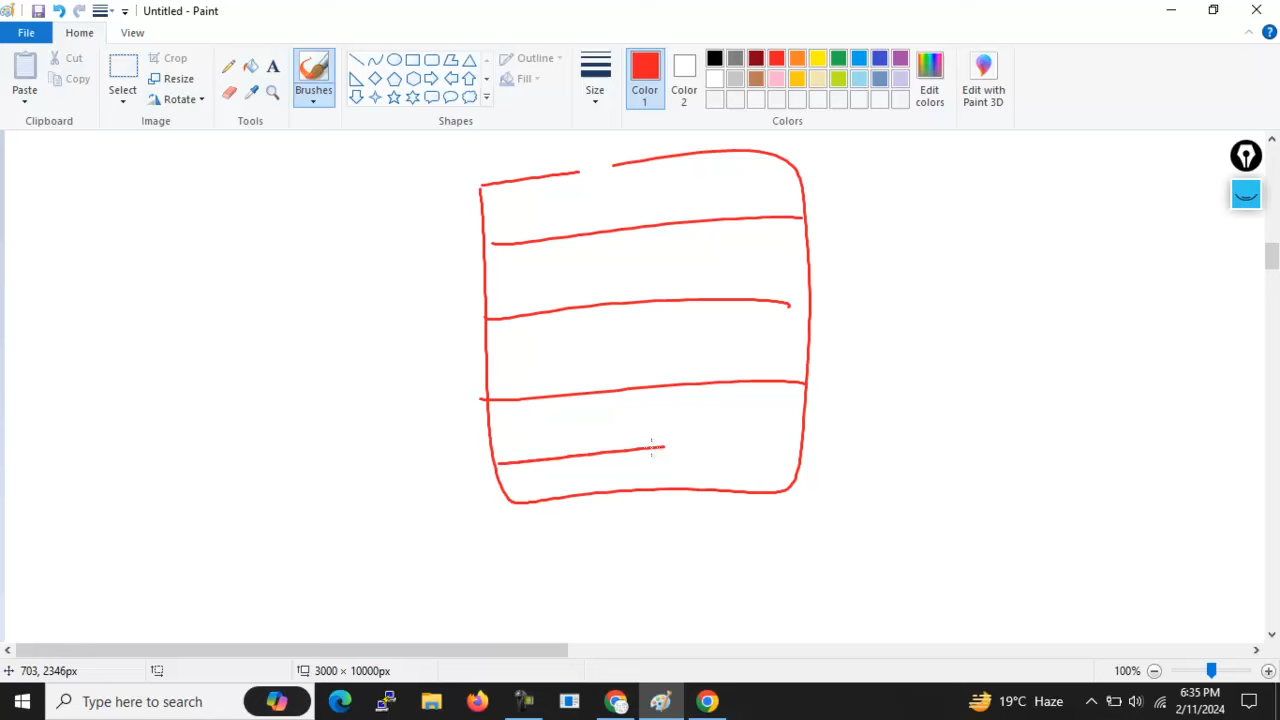 Untitled - Paint
File
Home
View
Paste
Cut
Copy
Clipboard
Select
Crop
Resize
Rotate
Image
A
Tools
Brushes
Outline
Fill
Shapes
Size
Color 1
Color 2
Edit colors
Colors
Edit with Paint 3D
703, 2346px
3000 × 10000px
100%
Type here to search
19°C Haze
6:35 PM
2/11/2024